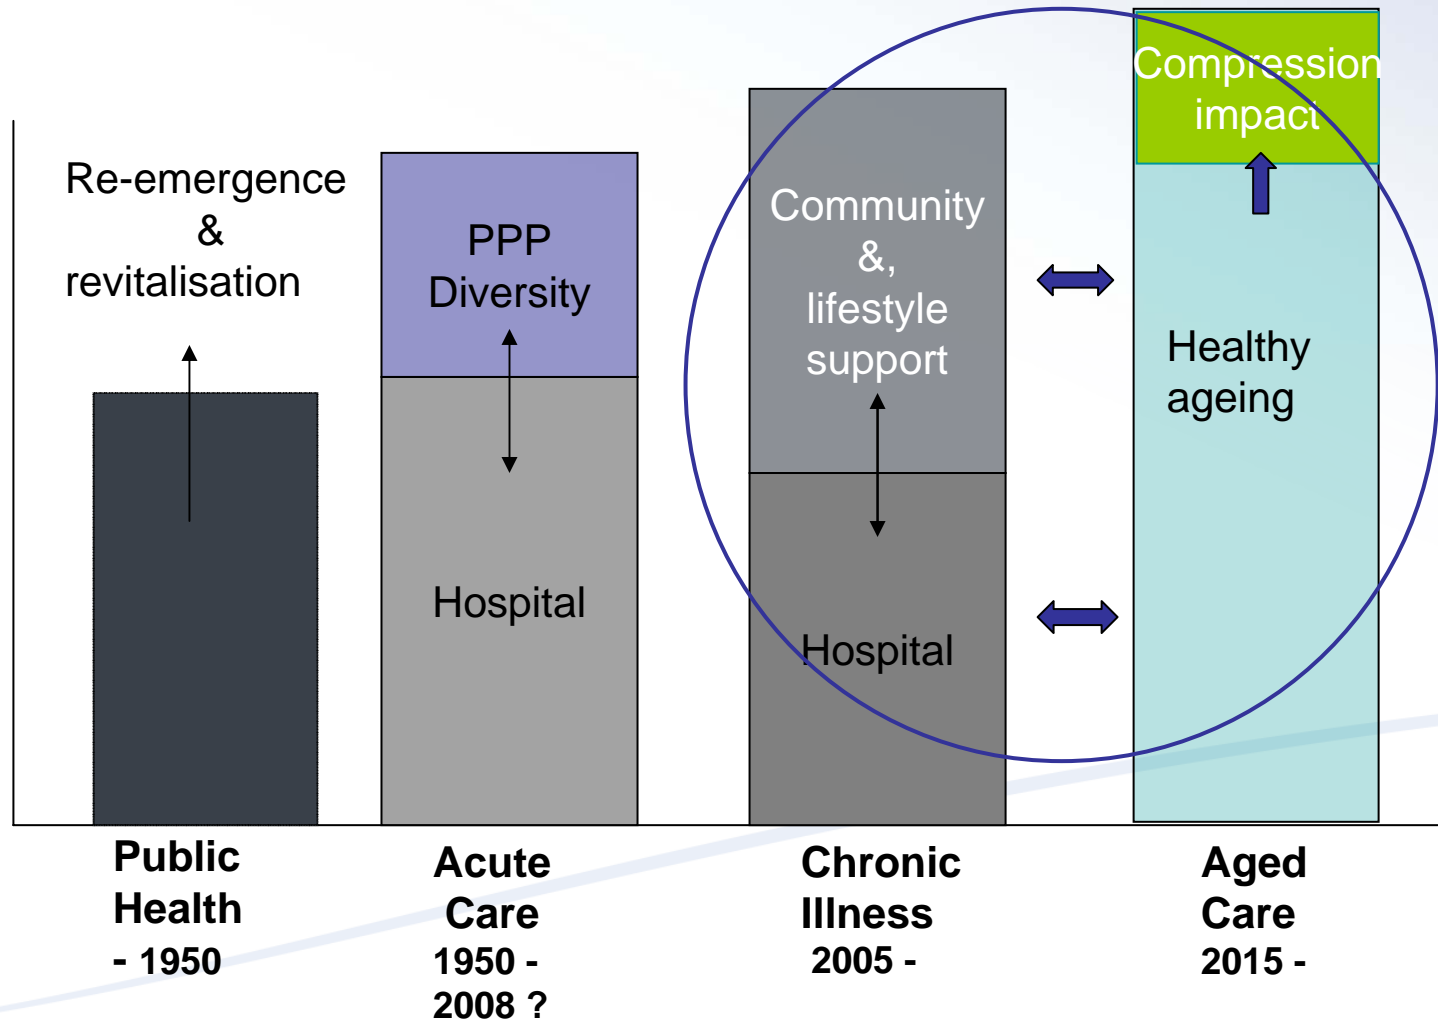 Re-emergence
&
revitalisation
PPP
Diversity
Hospital
Community
&,
lifestyle
support
Hospital
Compression
impact
Healthy
ageing
Public
Health
- 1950
Acute
Care
1950 -
2008 ?
Chronic
Illness
2005 -
Aged
Care
2015 -